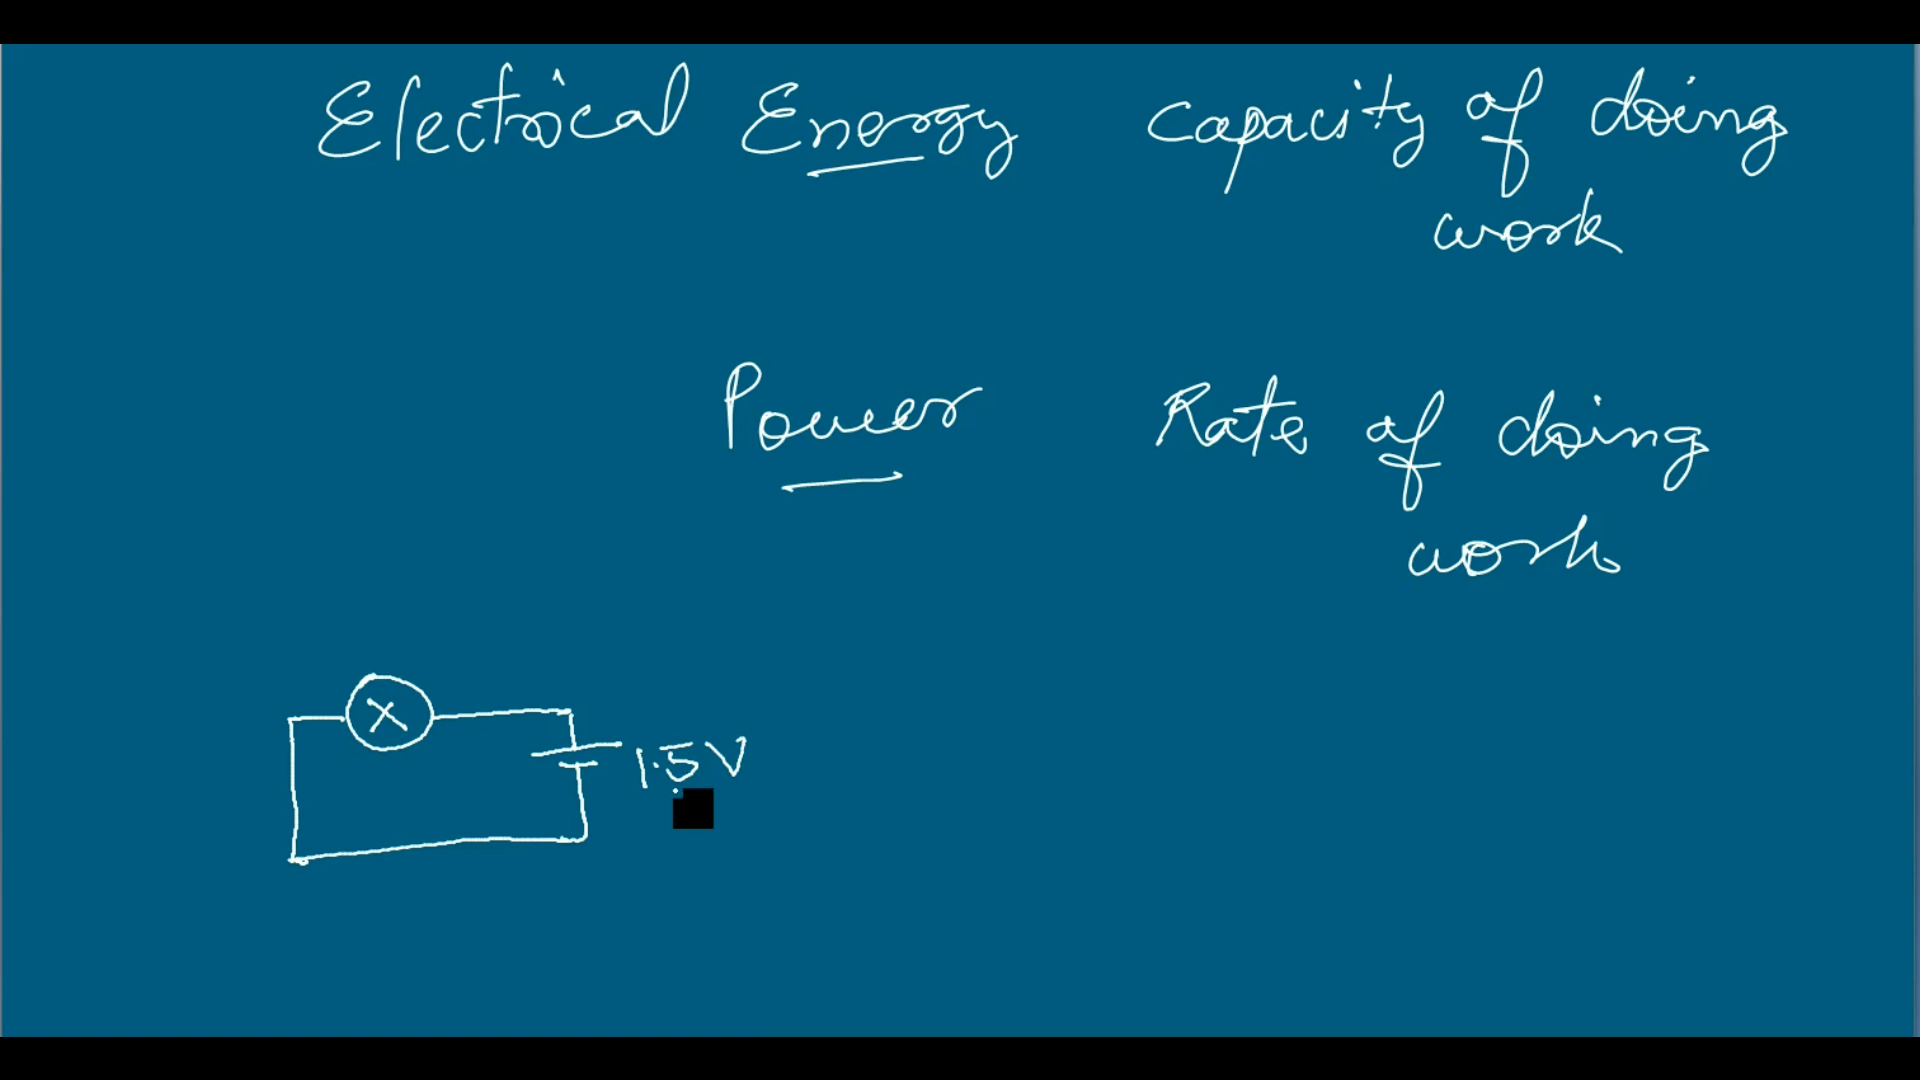 Electrical Energy capacity of doing
work
Power Rate of doing
work
X
1.5V